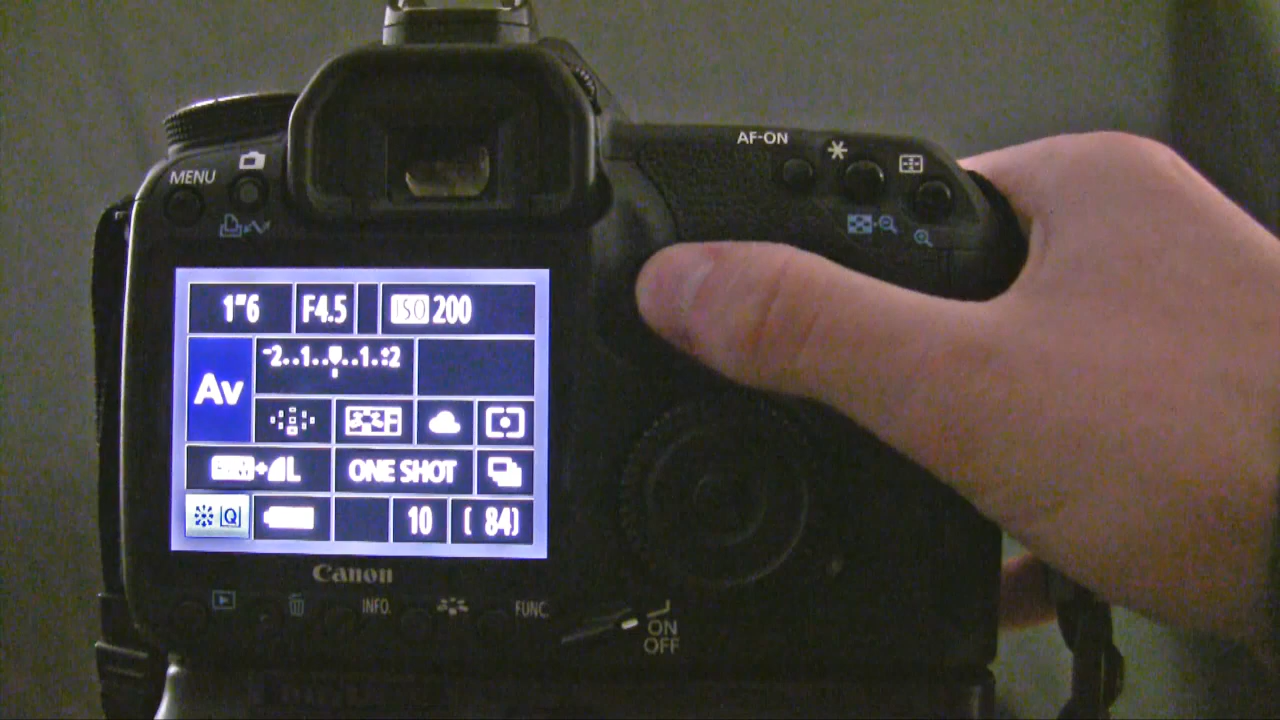 AF-ON
MENU
1"6 F4.5 ISO 200
-2..1..▼..1.:+2
Av
+ L ONE SHOT
Q 10 [ 84]
Canon
INFO. FUNC.
ON
OFF